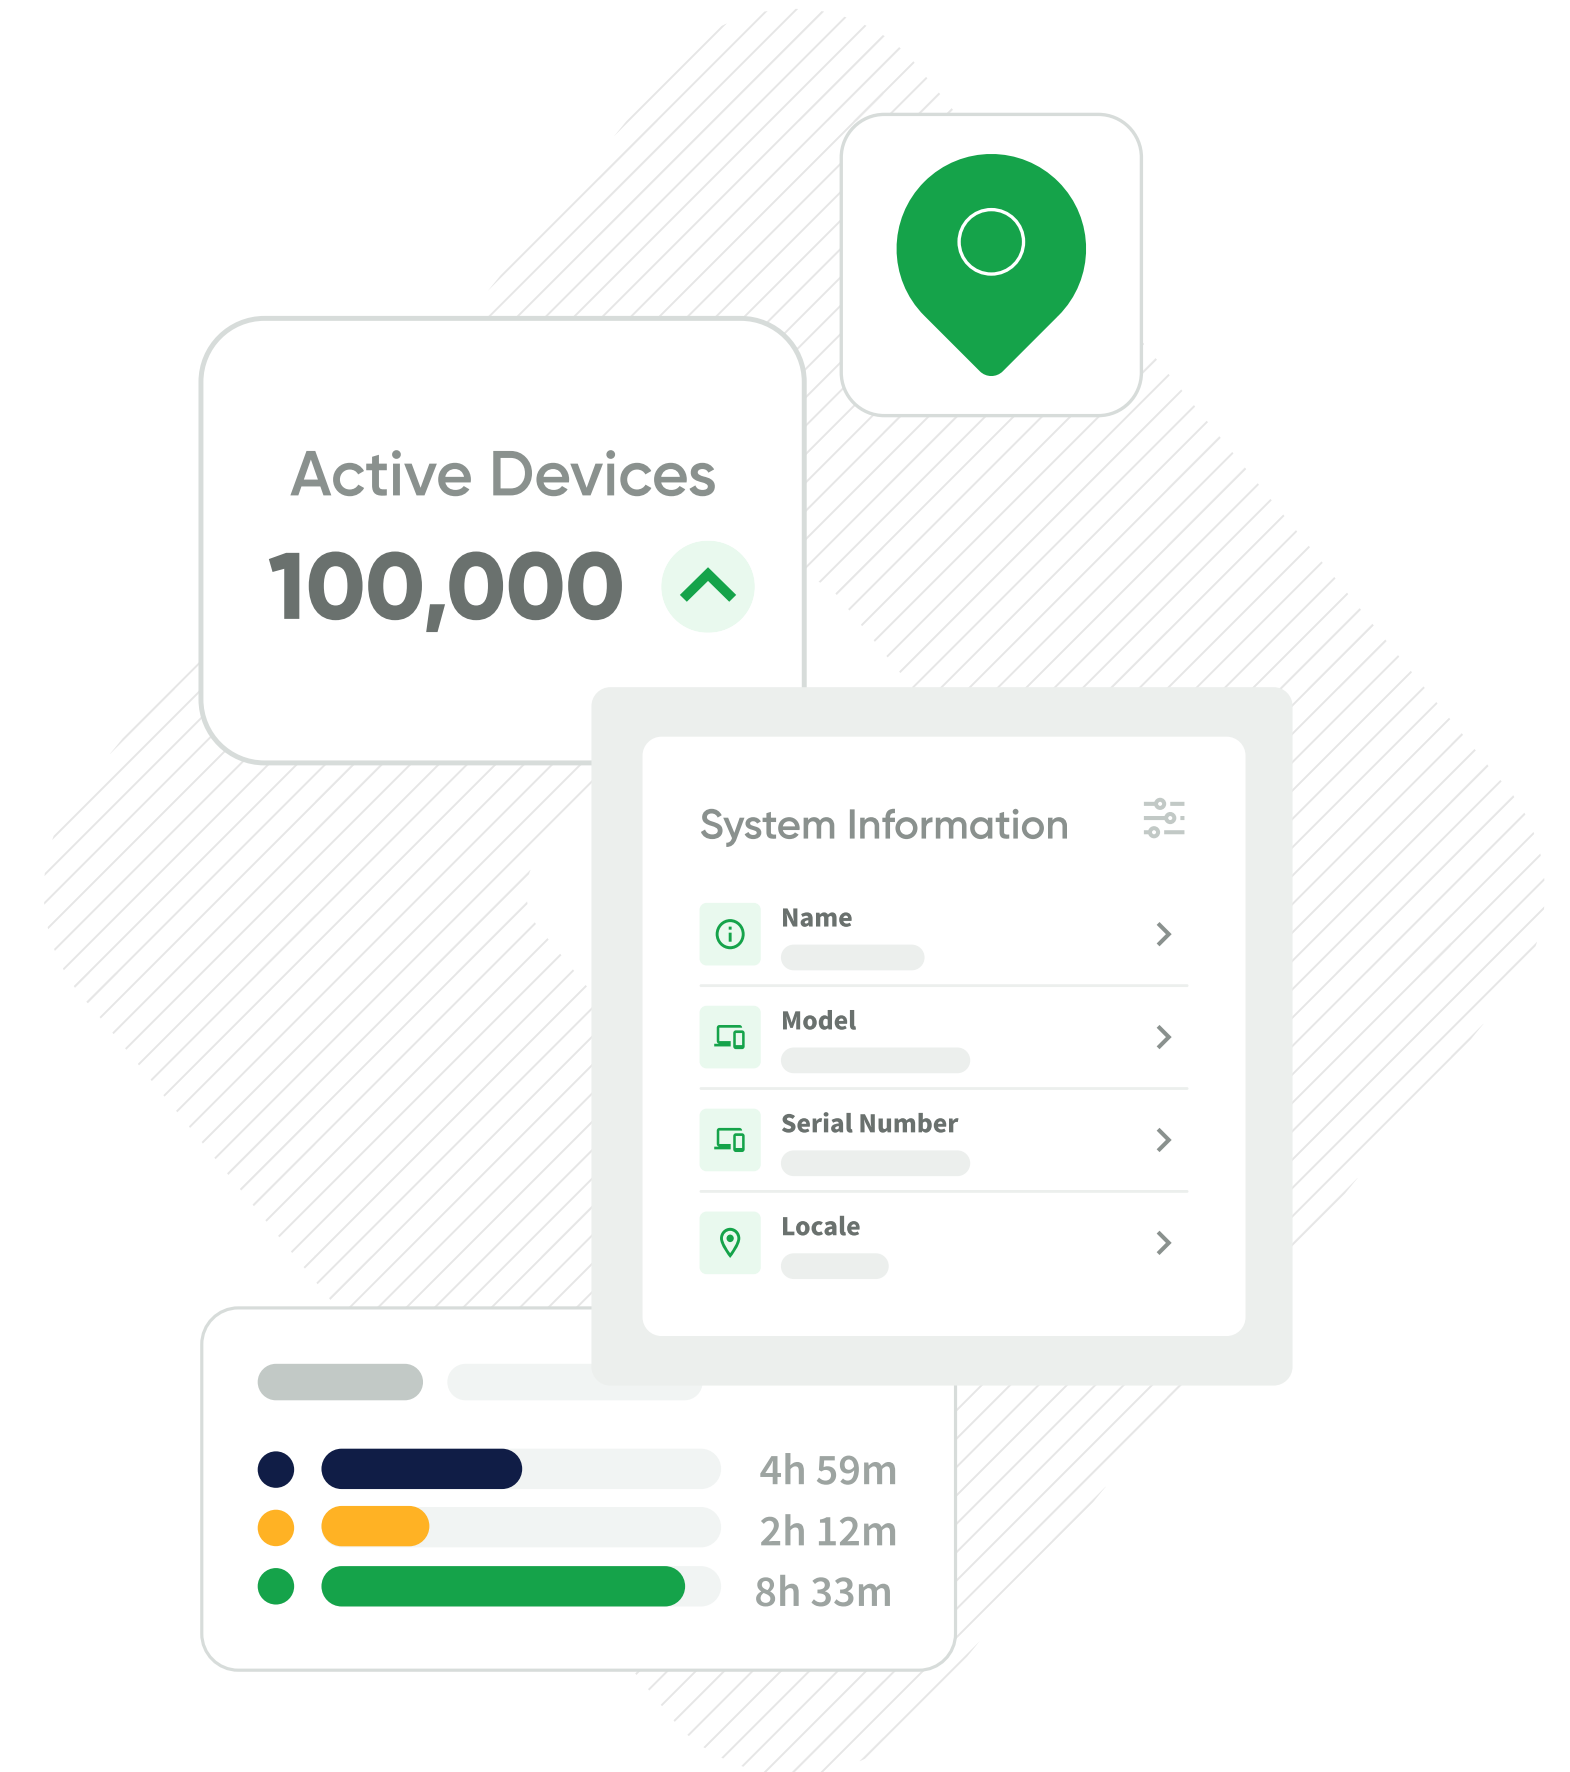 Active Devices
100,000
System Information
Name
Model
Serial Number
Locale
4h 59m
2h 12m
8h 33m